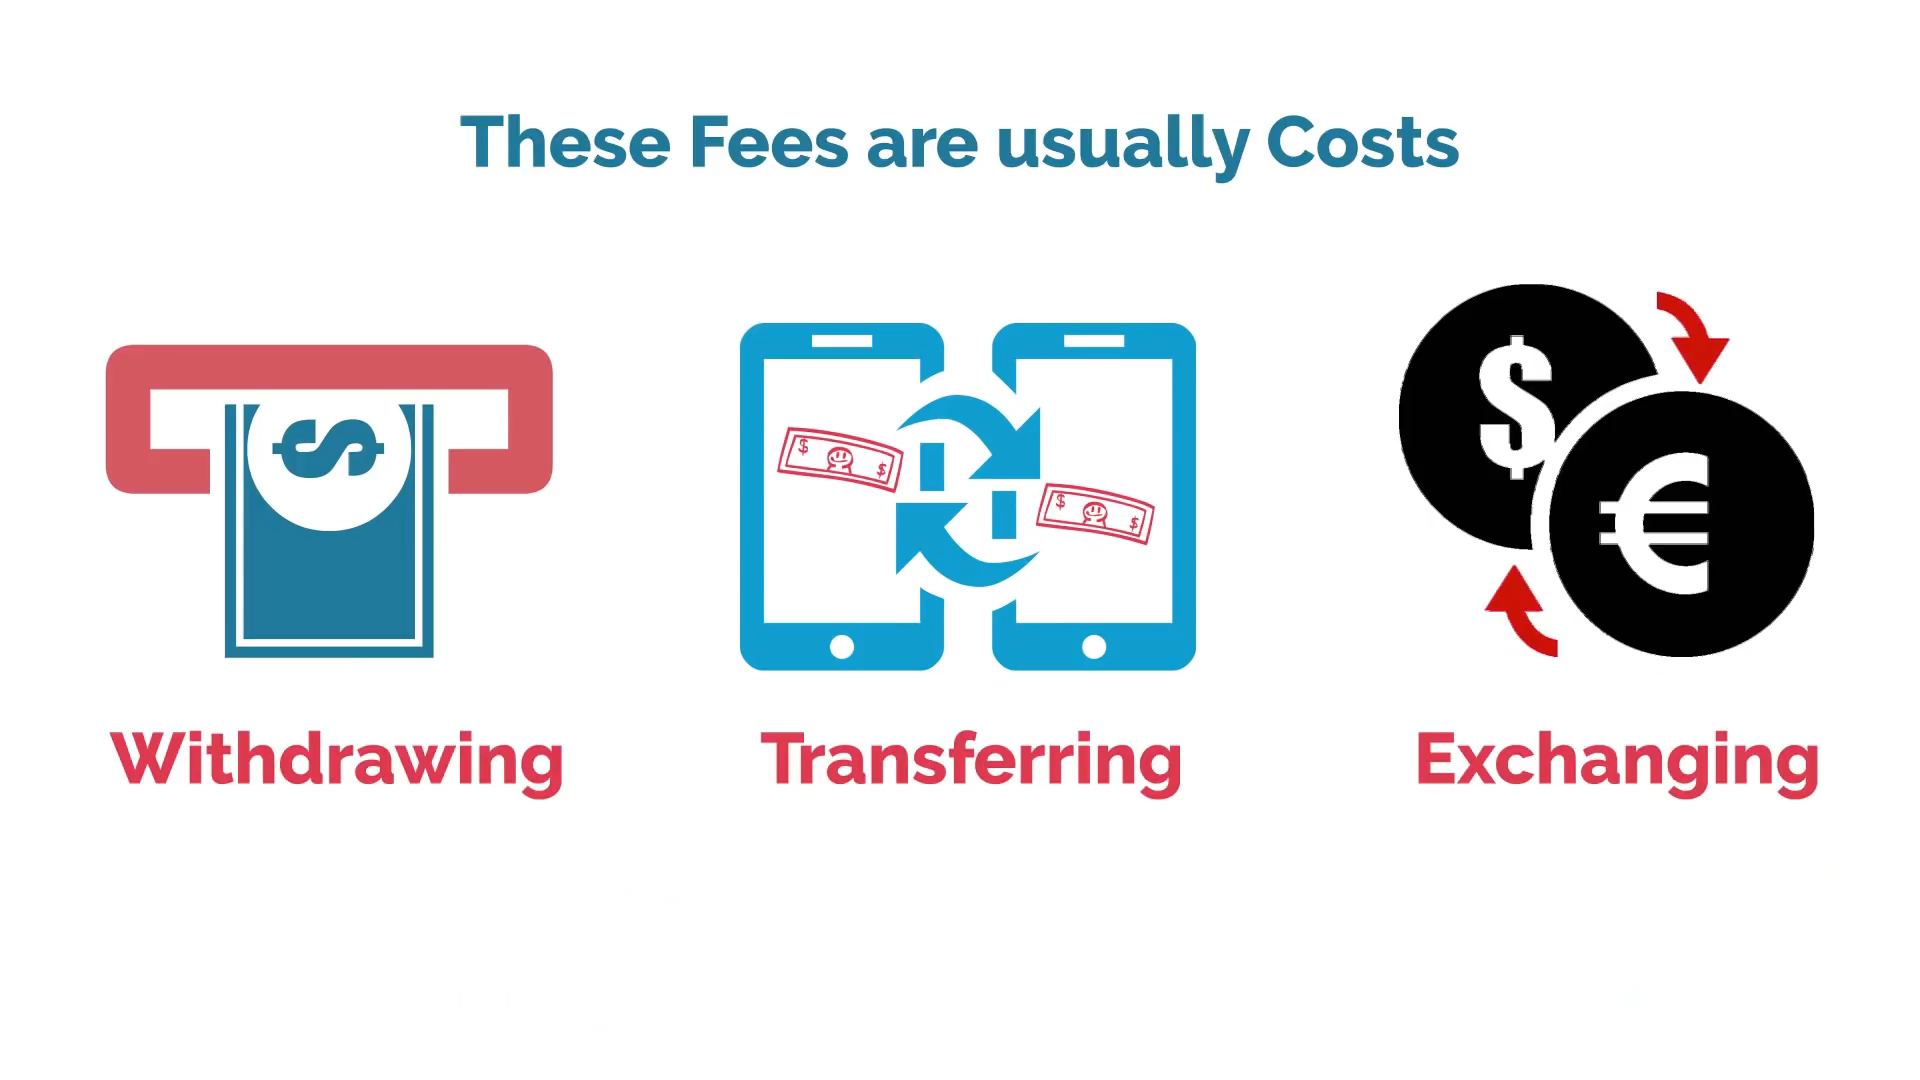 These Fees are usually Costs
$
$ $
$ $
$
€
Withdrawing
Transferring
Exchanging